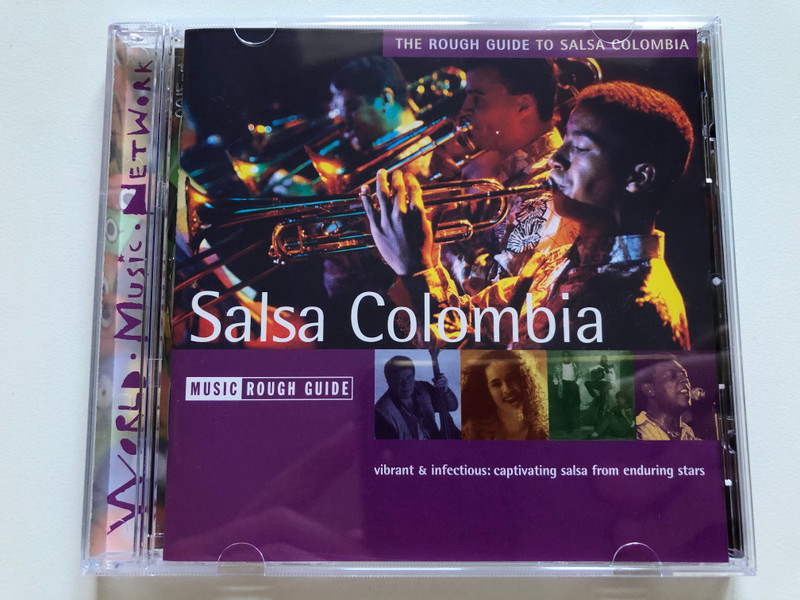 THE ROUGH GUIDE TO SALSA COLOMBIA
WORLD · MUSIC · NETWORK
Salsa Colombia
MUSIC ROUGH GUIDE
vibrant & infectious: captivating salsa from enduring stars